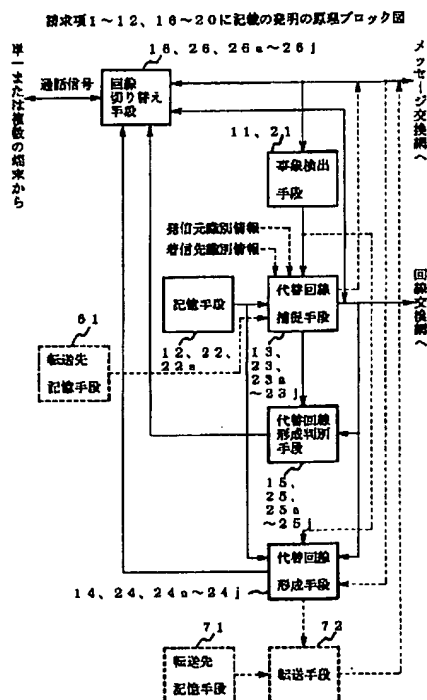 請求項1~12、16~20に記載の発明の原理ブロック図
16、26、26a~26j
単一または複数の端末から
通話信号
回線
切り替え
手段
メッセージ交換網へ
11、21
事象検出
手段
発信元識別情報
着信先識別情報
記憶手段
12、22、
22a
代替回線
捕捉手段
回線交換網へ
61
転送先
記憶手段
13、
23、
23a
~23j
代替回線
形成判別
手段
15、
25、
25a
~25j
代替回線
形成手段
14、24、24a~24j
71
転送先
記憶手段
72
転送手段